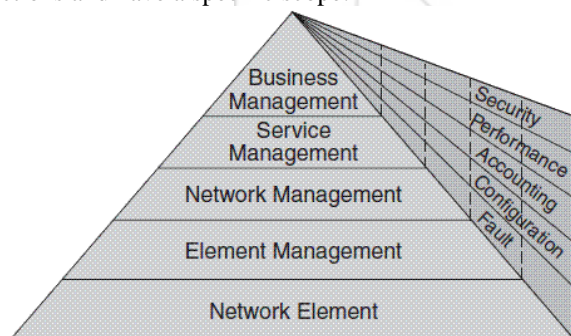 Business
Management
Service
Management
Network Management
Element Management
Network Element
Security
Performance
Accounting
Configuration
Fault